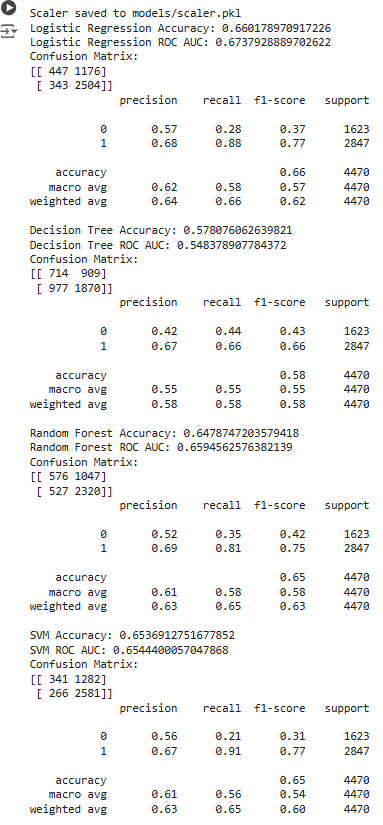 Scaler saved to models/scaler.pkl
Logistic Regression Accuracy: 0.660178970917226
Logistic Regression ROC AUC: 0.6737928889702622
Confusion Matrix:
[[ 447 1176]
 [ 343 2504]]
              precision    recall  f1-score   support

           0       0.57      0.28      0.37      1623
           1       0.68      0.88      0.77      2847

    accuracy                           0.66      4470
   macro avg       0.62      0.58      0.57      4470
weighted avg       0.64      0.66      0.62      4470

Decision Tree Accuracy: 0.578076062639821
Decision Tree ROC AUC: 0.548378907784372
Confusion Matrix:
[[ 714  909]
 [ 977 1870]]
              precision    recall  f1-score   support

           0       0.42      0.44      0.43      1623
           1       0.67      0.66      0.66      2847

    accuracy                           0.58      4470
   macro avg       0.55      0.55      0.55      4470
weighted avg       0.58      0.58      0.58      4470

Random Forest Accuracy: 0.6478747203579418
Random Forest ROC AUC: 0.6594562576382139
Confusion Matrix:
[[ 576 1047]
 [ 527 2320]]
              precision    recall  f1-score   support

           0       0.52      0.35      0.42      1623
           1       0.69      0.81      0.75      2847

    accuracy                           0.65      4470
   macro avg       0.61      0.58      0.58      4470
weighted avg       0.63      0.65      0.63      4470

SVM Accuracy: 0.6536912751677852
SVM ROC AUC: 0.6544400057047868
Confusion Matrix:
[[ 341 1282]
 [ 266 2581]]
              precision    recall  f1-score   support

           0       0.56      0.21      0.31      1623
           1       0.67      0.91      0.77      2847

    accuracy                           0.65      4470
   macro avg       0.61      0.56      0.54      4470
weighted avg       0.63      0.65      0.60      4470